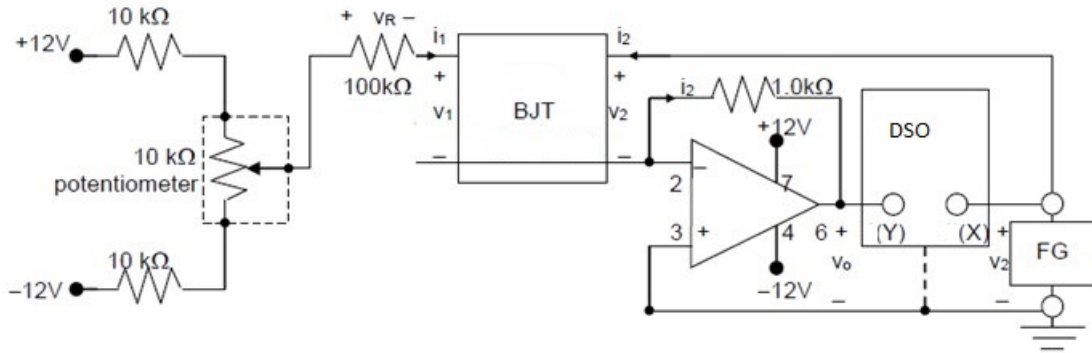 10 kΩ
+12V
10 kΩ
potentiometer
10 kΩ
–12V
+ vR –
100kΩ
i1
+
v1
–
BJT
i2
+
v2
–
i2
1.0kΩ
+12V
–
2
7
3
+
4
6
–12V
+
vo
–
DSO
(Y)
(X)
+
v2
–
FG